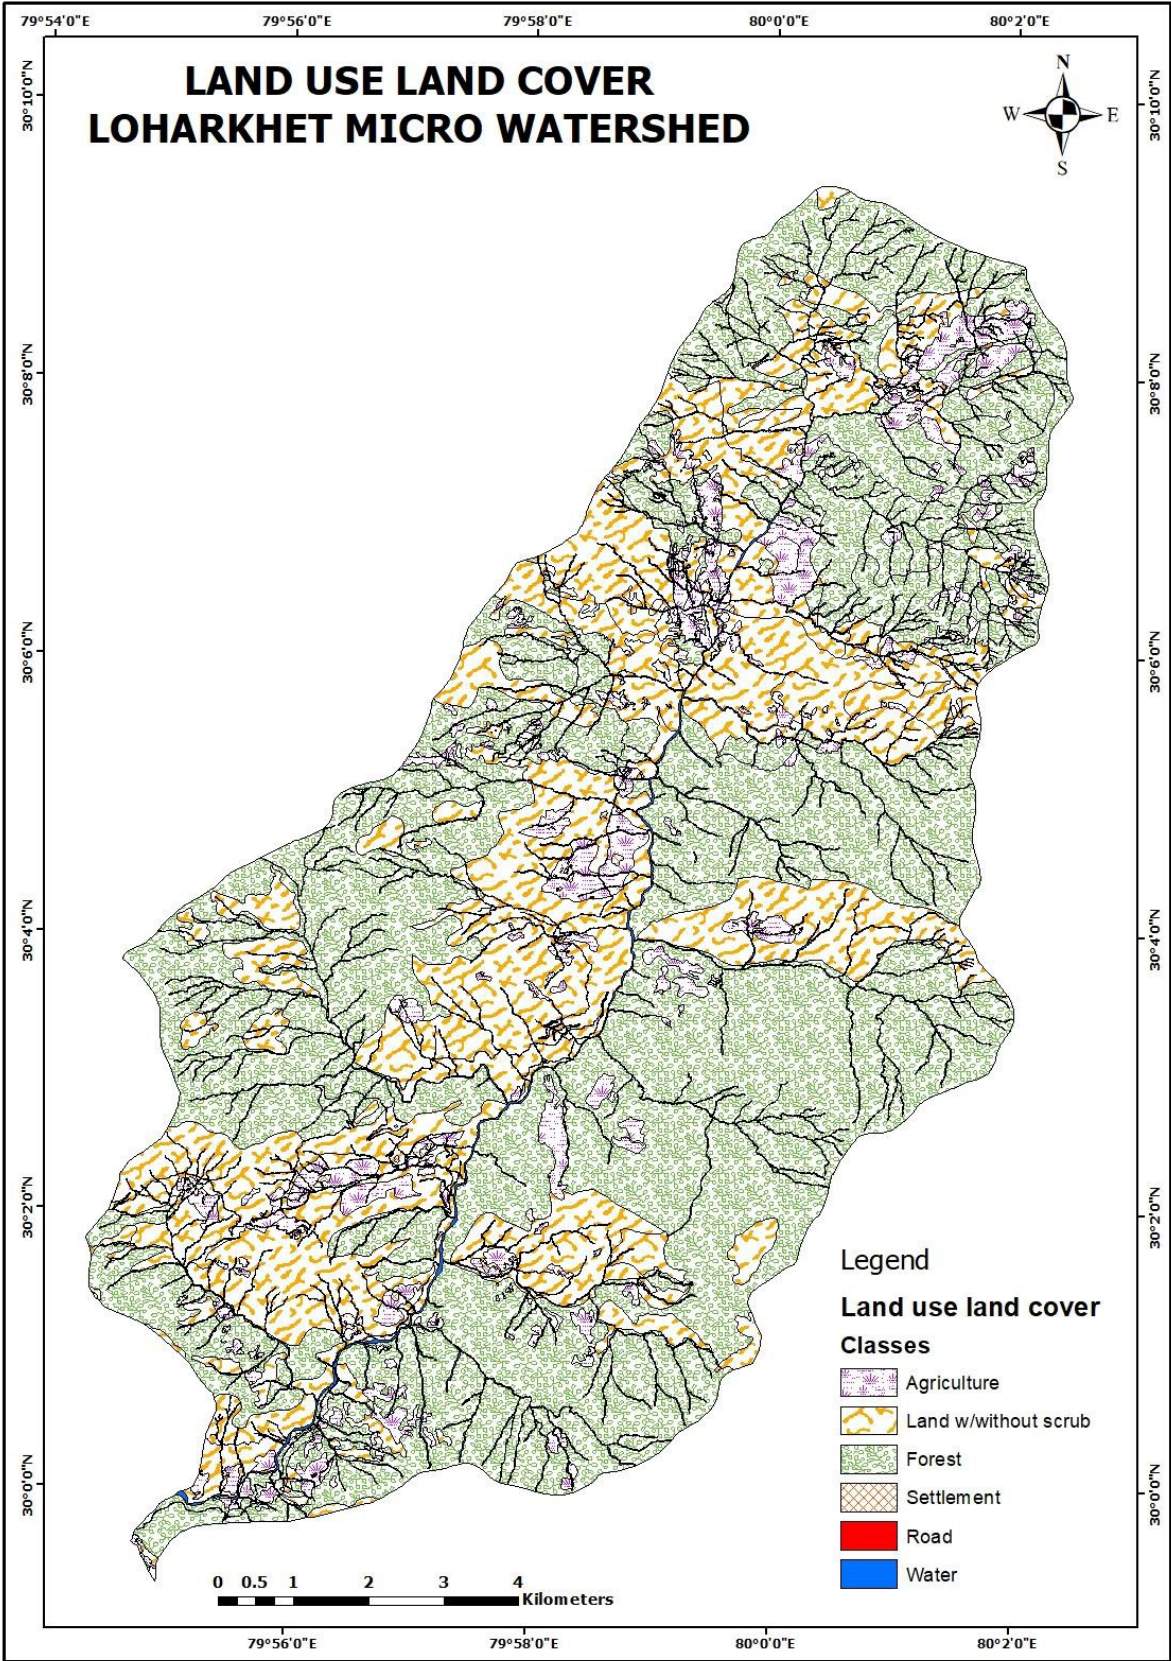 79°54'0"E 79°56'0"E 79°58'0"E 80°0'0"E 80°2'0"E
LAND USE LAND COVER
LOHARKHET MICRO WATERSHED
N
W E
S
30°10'0"N 30°10'0"N
30°8'0"N 30°8'0"N
30°6'0"N 30°6'0"N
30°4'0"N 30°4'0"N
30°2'0"N 30°2'0"N
Legend
Land use land cover
Classes
Agriculture
Land w/without scrub
Forest
Settlement
Road
Water
30°0'0"N 30°0'0"N
0 0.5 1 2 3 4
Kilometers
79°56'0"E 79°58'0"E 80°0'0"E 80°2'0"E